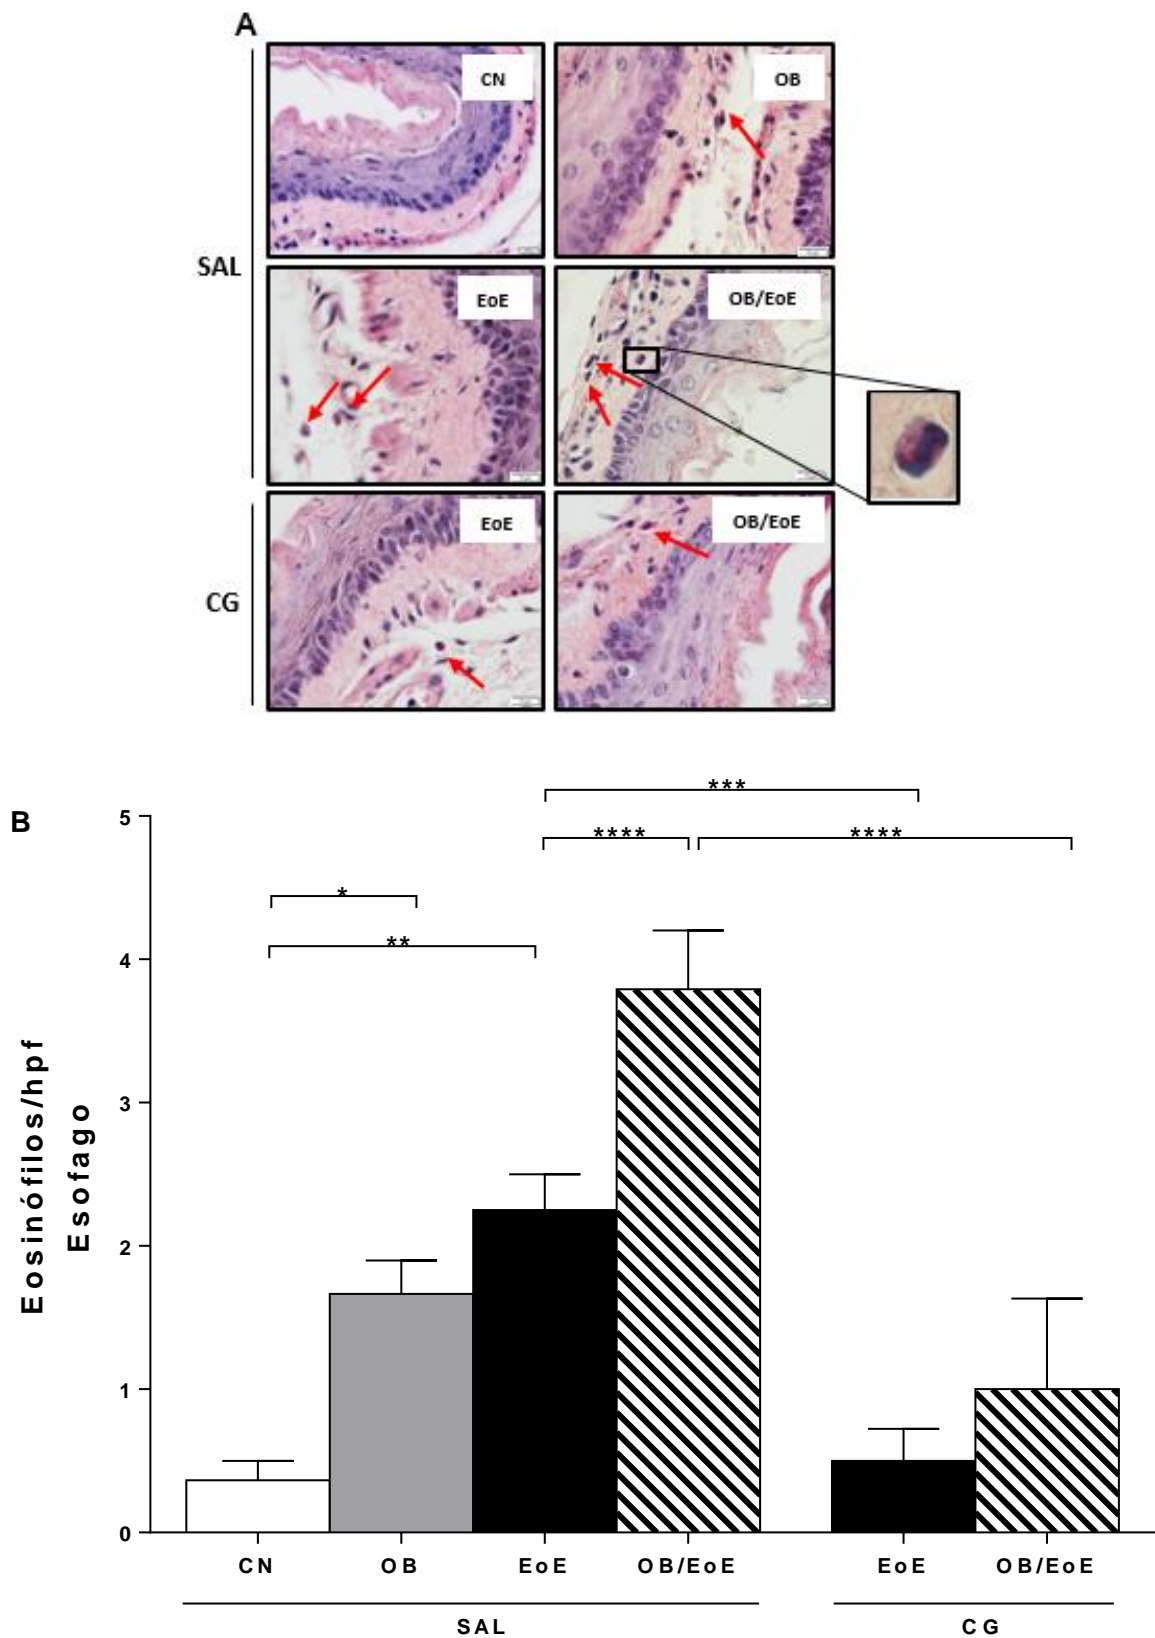 A
CN
OB
SAL
EoE
OB/EoE
EoE
OB/EoE
CG
B
***
****
****
*
**
5
4
3
2
1
0
Eosinófilos/hpf
Esofago
CN
OB
EoE
OB/EoE
EoE
OB/EoE
SAL
CG